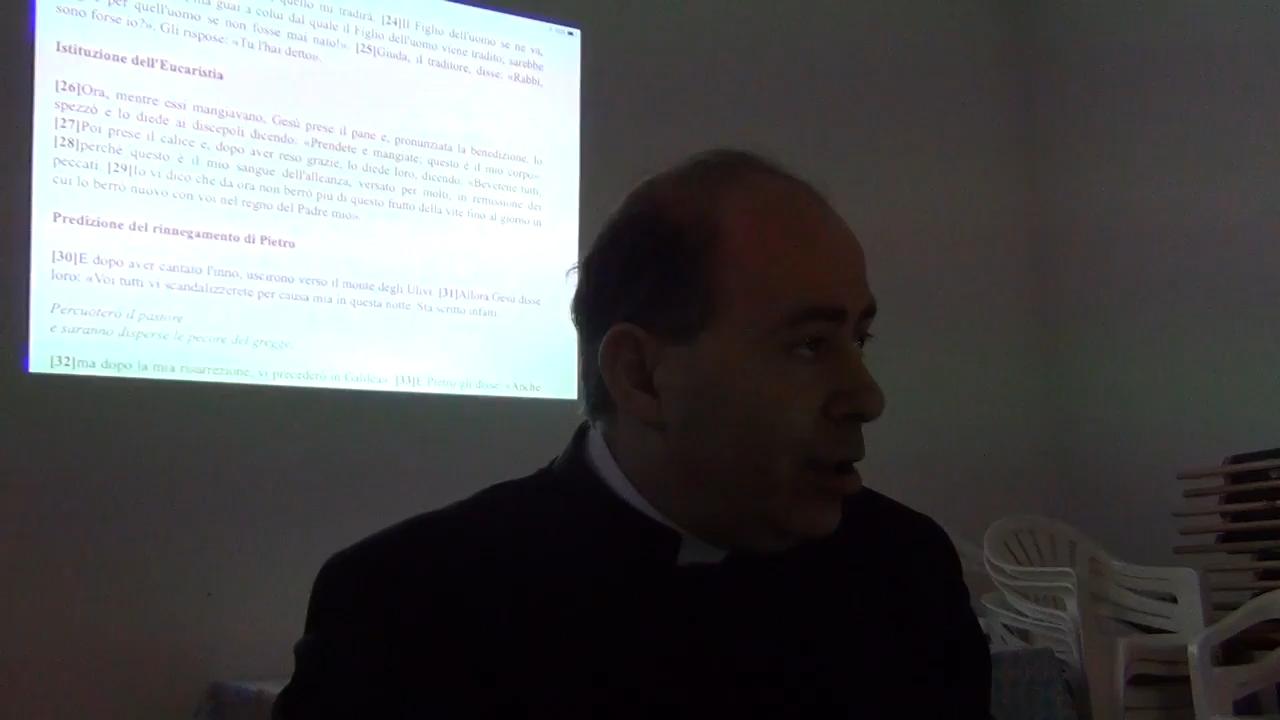 quello mi tradirà. [24]Il Figlio dell'uomo se ne va,
per quell'uomo se non fosse mai nato!». [25]Giuda, il traditore, disse: «Rabbì,
ma guai a colui dal quale il Figlio dell'uomo viene tradito; sarebbe
sono forse io?». Gli rispose: «Tu l'hai detto».
Istituzione dell'Eucaristia
[26]Ora, mentre essi mangiavano, Gesù prese il pane e, pronunziata la benedizione, lo
spezzò e lo diede ai discepoli dicendo: «Prendete e mangiate; questo è il mio corpo».
[27]Poi prese il calice e, dopo aver reso grazie, lo diede loro, dicendo: «Bevetene tutti,
[28]perché questo è il mio sangue dell'alleanza, versato per molti, in remissione dei
peccati. [29]Io vi dico che da ora non berrò più di questo frutto della vite fino al giorno in
cui lo berrò nuovo con voi nel regno del Padre mio».
Predizione del rinnegamento di Pietro
[30]E dopo aver cantato l'inno, uscirono verso il monte degli Ulivi. [31]Allora Gesù disse
loro: «Voi tutti vi scandalizzerete per causa mia in questa notte. Sta scritto infatti:
Percuoterò il pastore
e saranno disperse le pecore del gregge,
[32]ma dopo la mia risurrezione, vi precederò in Galilea». [33]E Pietro gli disse: «Anche